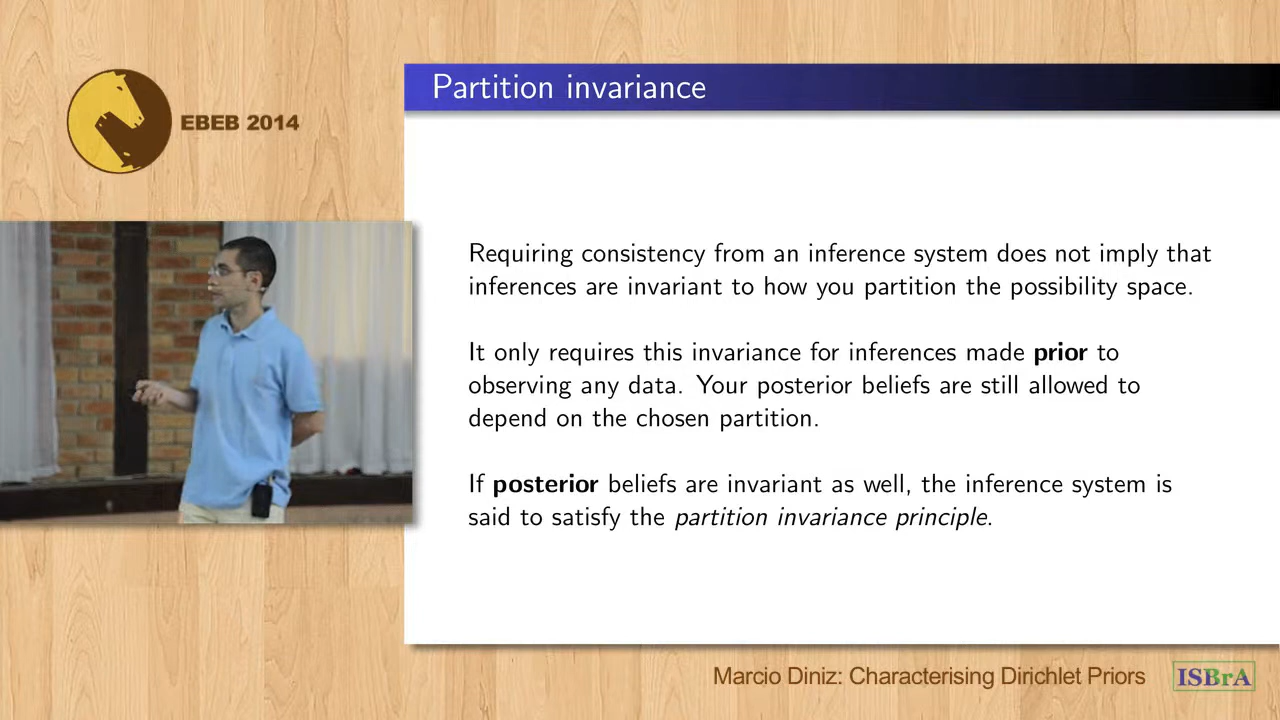 EBEB 2014
Partition invariance
Requiring consistency from an inference system does not imply that
inferences are invariant to how you partition the possibility space.
It only requires this invariance for inferences made prior to
observing any data. Your posterior beliefs are still allowed to
depend on the chosen partition.
If posterior beliefs are invariant as well, the inference system is
said to satisfy the partition invariance principle.
Marcio Diniz: Characterising Dirichlet Priors
ISBrA